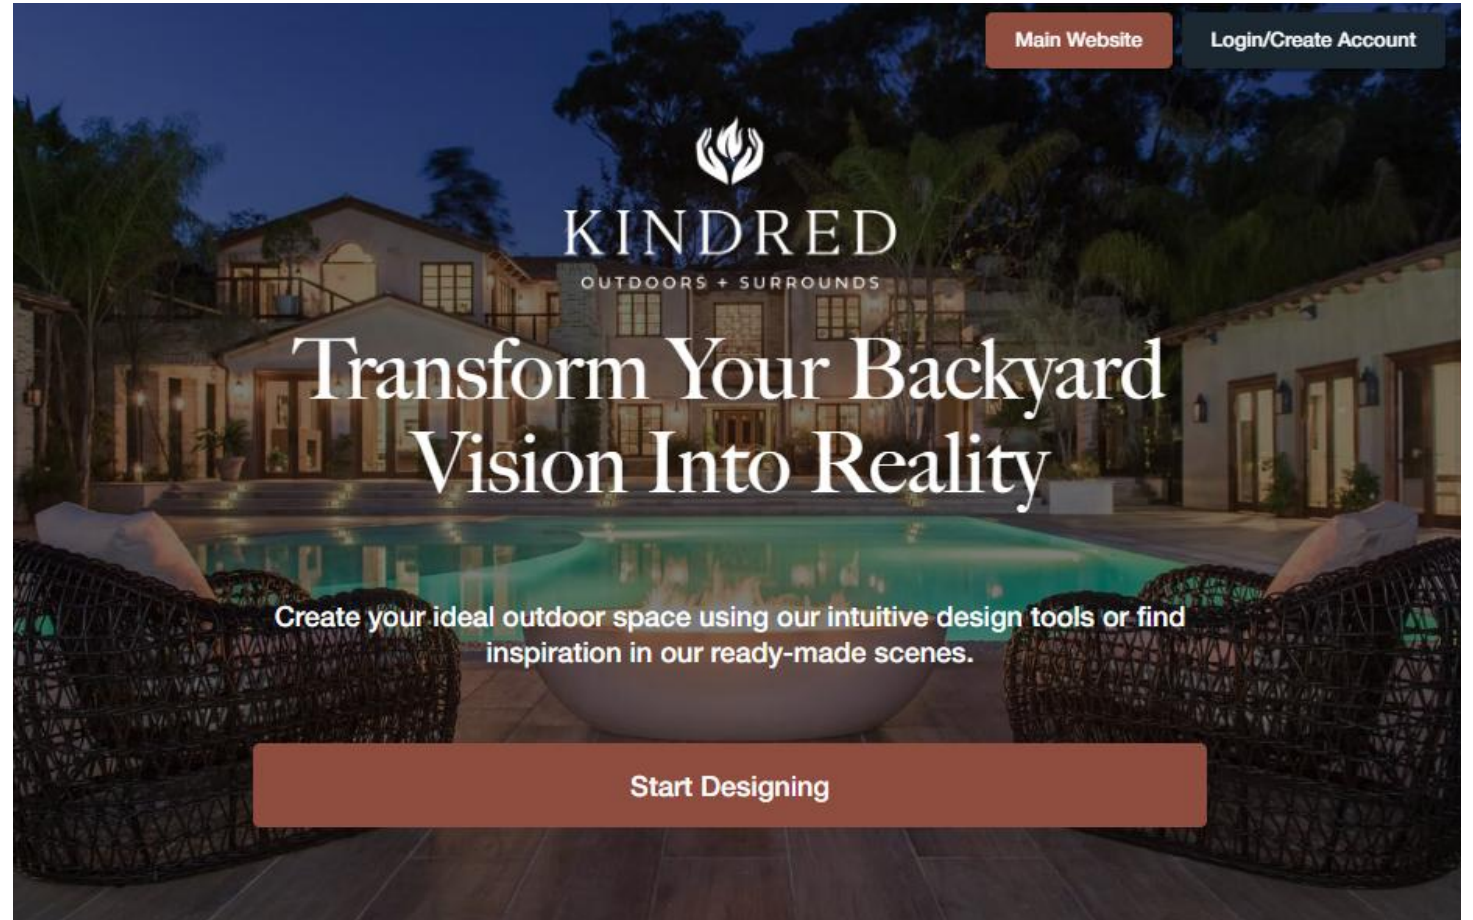 Main Website
Login/Create Account
KINDRED
OUTDOORS + SURROUNDS
Transform Your Backyard
Vision Into Reality
Create your ideal outdoor space using our intuitive design tools or find
inspiration in our ready-made scenes.
Start Designing